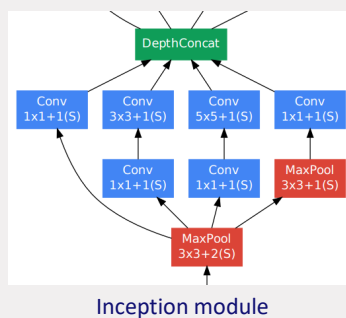 DepthConcat
Conv
1x1+1(S)
Conv
3x3+1(S)
Conv
5x5+1(S)
Conv
1x1+1(S)
Conv
1x1+1(S)
Conv
1x1+1(S)
MaxPool
3x3+1(S)
MaxPool
3x3+2(S)
Inception module